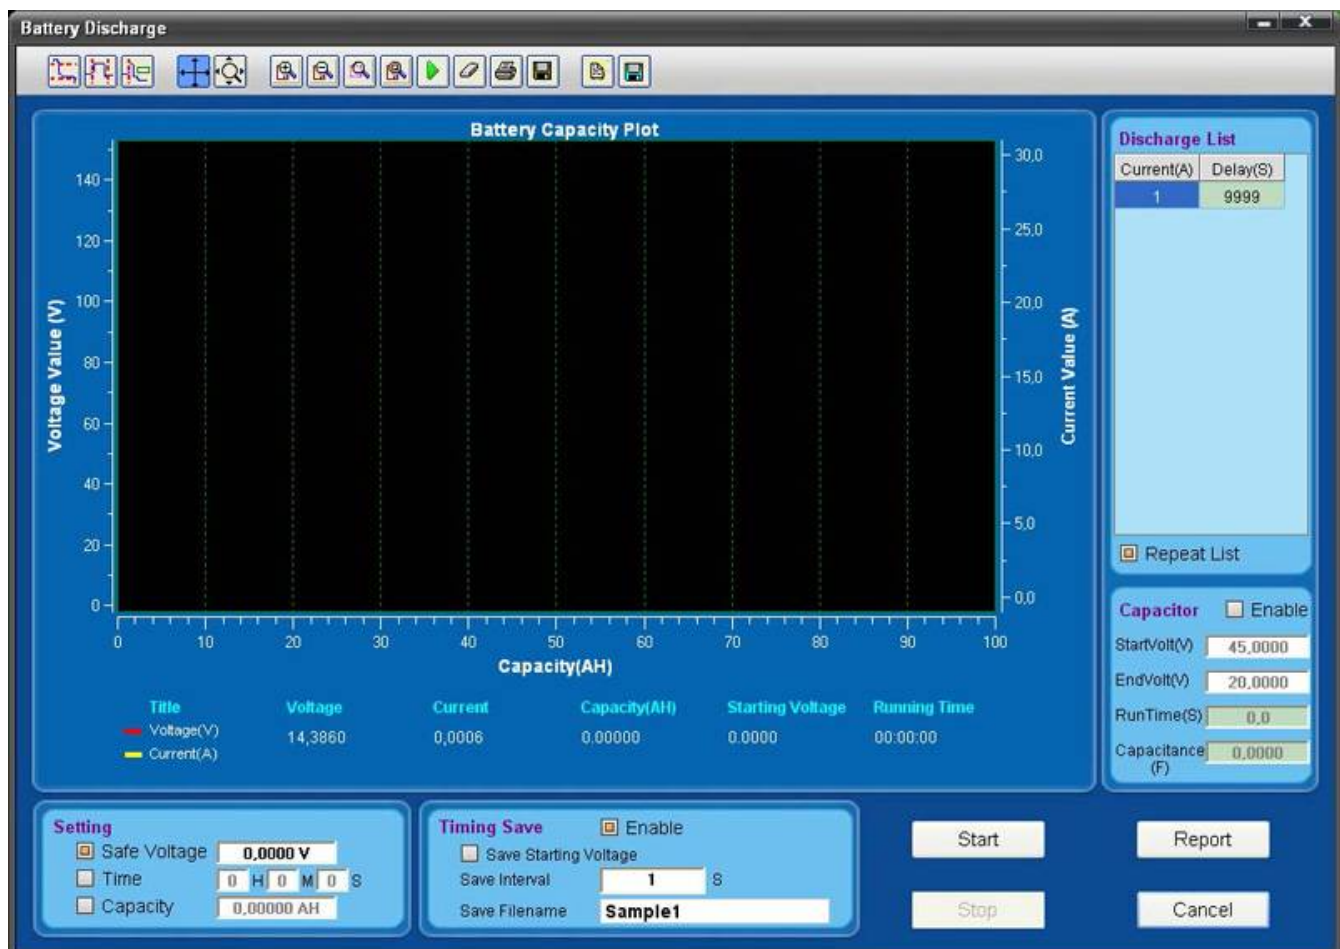 Battery Discharge
Battery Capacity Plot
Voltage Value (V)
140
120
100
80
60
40
20
0
30,0
25,0
20,0
15,0
10,0
5,0
0,0
Current Value (A)
0 10 20 30 40 50 60 70 80 90 100
Capacity(AH)
Title Voltage Current Capacity(AH) Starting Voltage Running Time
Voltage(V)
14,3860 0,0006 0.00000 0.0000 00:00:00
Current(A)
Discharge List
Current(A) Delay(S)
1 9999
Repeat List
Capacitor Enable
StartVolt(V) 45,0000
EndVolt(V) 20,0000
RunTime(S) 0,0
Capacitance 0,0000
(F)
Setting
Safe Voltage 0,0000 V
Time 0 H 0 M 0 S
Capacity 0,00000 AH
Timing Save Enable
Save Starting Voltage
Save Interval 1 S
Save Filename Sample1
Start
Report
Stop
Cancel